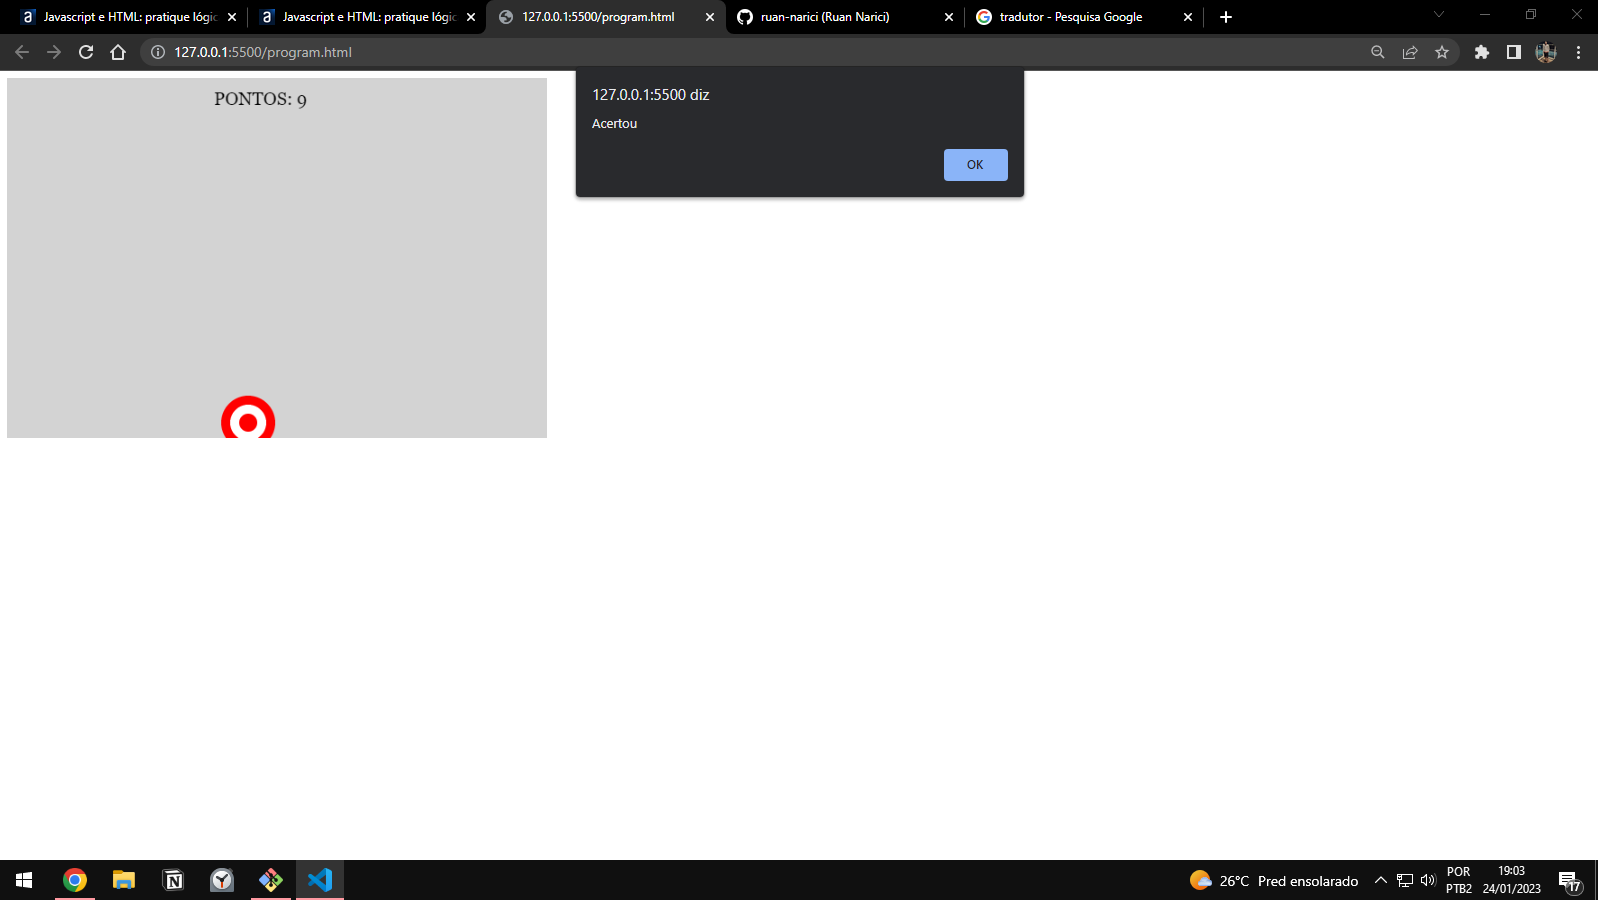 Javascript e HTML: pratique lógic
Javascript e HTML: pratique lógic
127.0.0.1:5500/program.html
ruan-narici (Ruan Narici)
tradutor - Pesquisa Google
127.0.0.1:5500/program.html
PONTOS: 9
127.0.0.1:5500 diz
Acertou
OK
26°C Pred ensolarado
POR
PTB2
19:03
24/01/2023
17